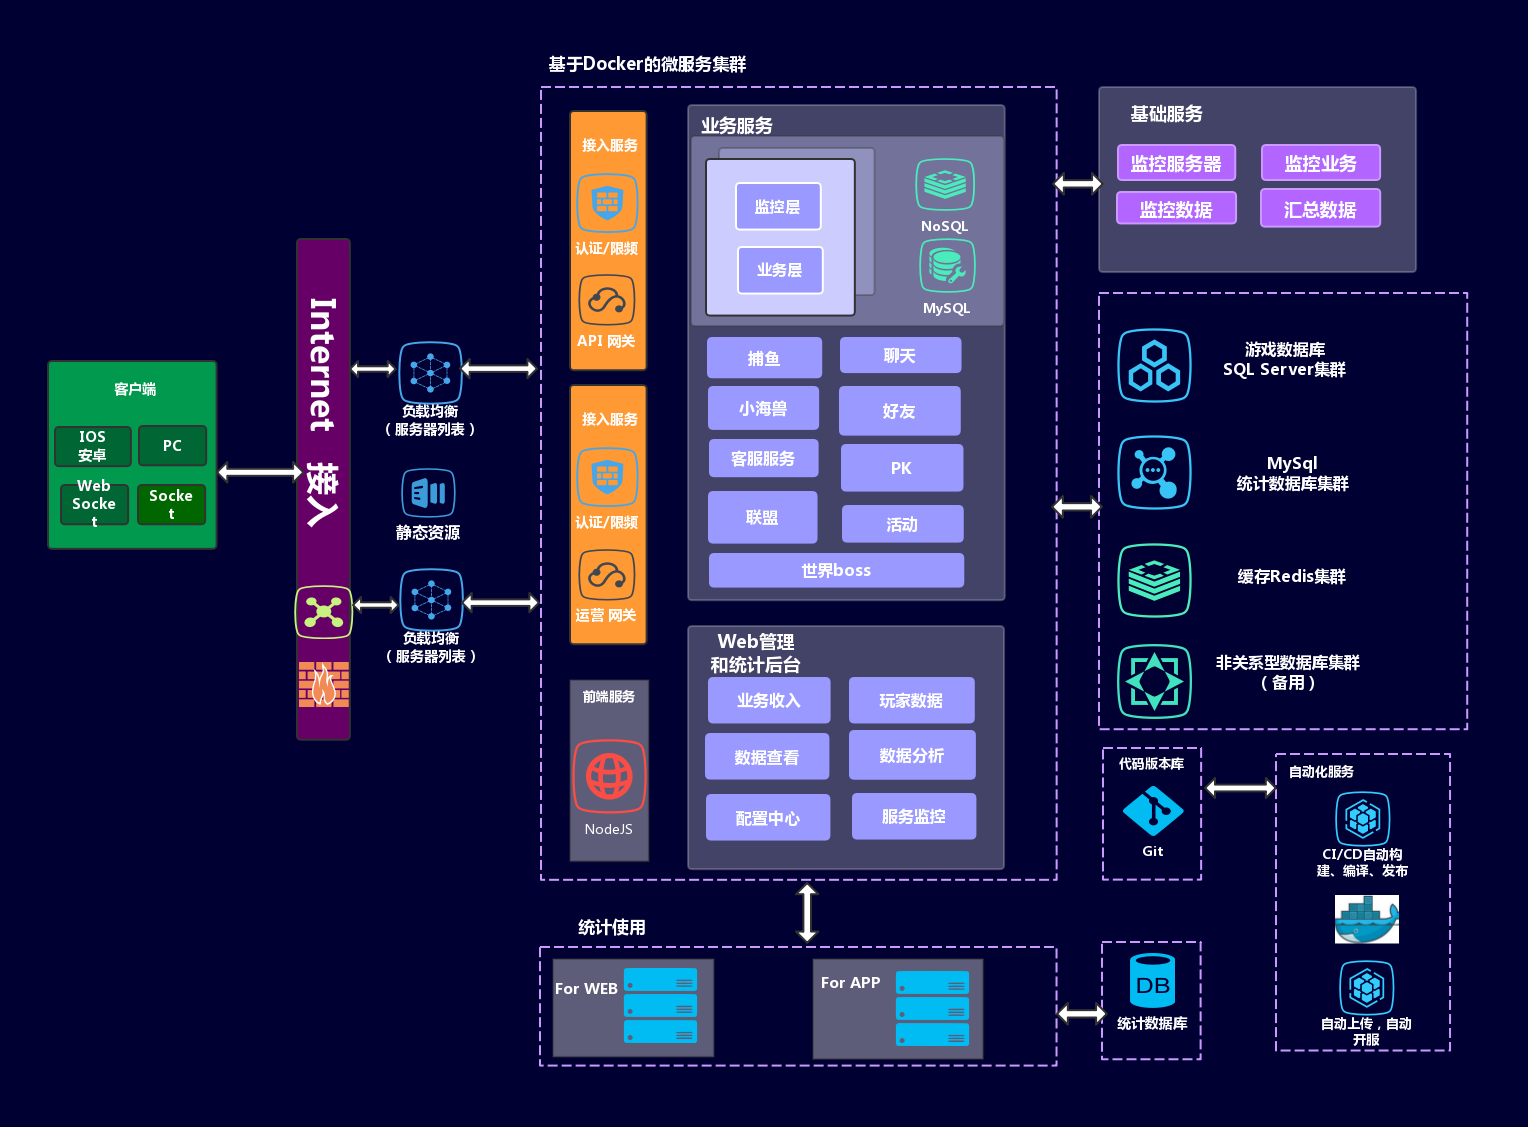 基于Docker的微服务集群
客户端
IOS
安卓
PC
Web
Socke
t
Socke
t
Internet 接入
负载均衡
（服务器列表）
静态资源
负载均衡
（服务器列表）
接入服务
认证/限频
API 网关
接入服务
认证/限频
运营 网关
前端服务
NodeJS
业务服务
监控层
业务层
NoSQL
MySQL
捕鱼
聊天
小海兽
好友
客服服务
PK
联盟
活动
世界boss
Web管理
和统计后台
业务收入
玩家数据
数据查看
数据分析
配置中心
服务监控
基础服务
监控服务器
监控业务
监控数据
汇总数据
游戏数据库
SQL Server集群
MySql
统计数据库集群
缓存Redis集群
非关系型数据库集群
（备用）
代码版本库
Git
自动化服务
CI/CD自动构
建、编译、发布
自动上传，自动
开服
统计使用
For WEB
For APP
DB
统计数据库